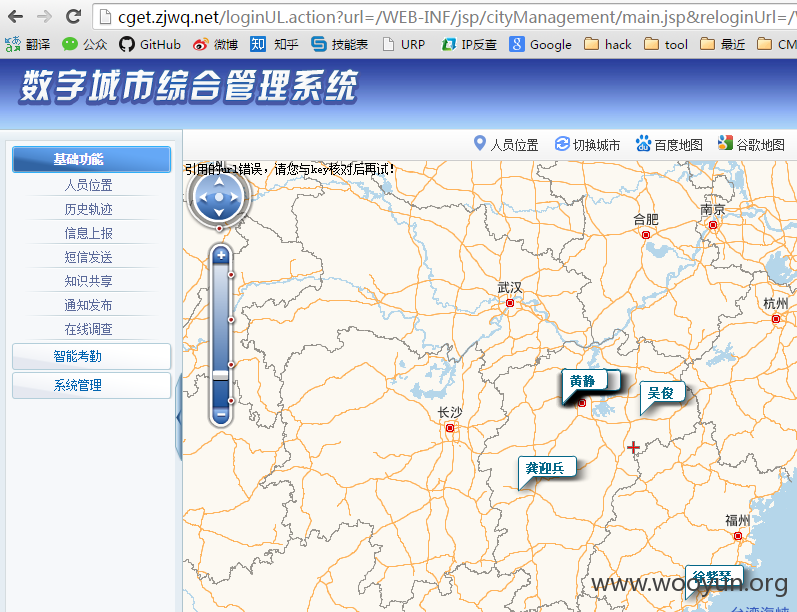 cget.zjwq.net/loginUL.action?url=/WEB-INF/jsp/cityManagement/main.jsp&reloginUrl=/
翻译 公众 GitHub 微博 知乎 技能表 URP IP反查 Google hack tool 最近 CM
数字城市综合管理系统
人员位置 切换城市 百度地图 谷歌地图
基础功能
人员位置
历史轨迹
信息上报
短信发送
知识共享
通知发布
在线调查
智能考勤
系统管理
引用的url错误，请您与key核对后再试！
南京
合肥
武汉
杭州
黄静
吴俊
长沙
龚迎兵
福州
徐紫琴
www.wooyun.org
台湾海峡